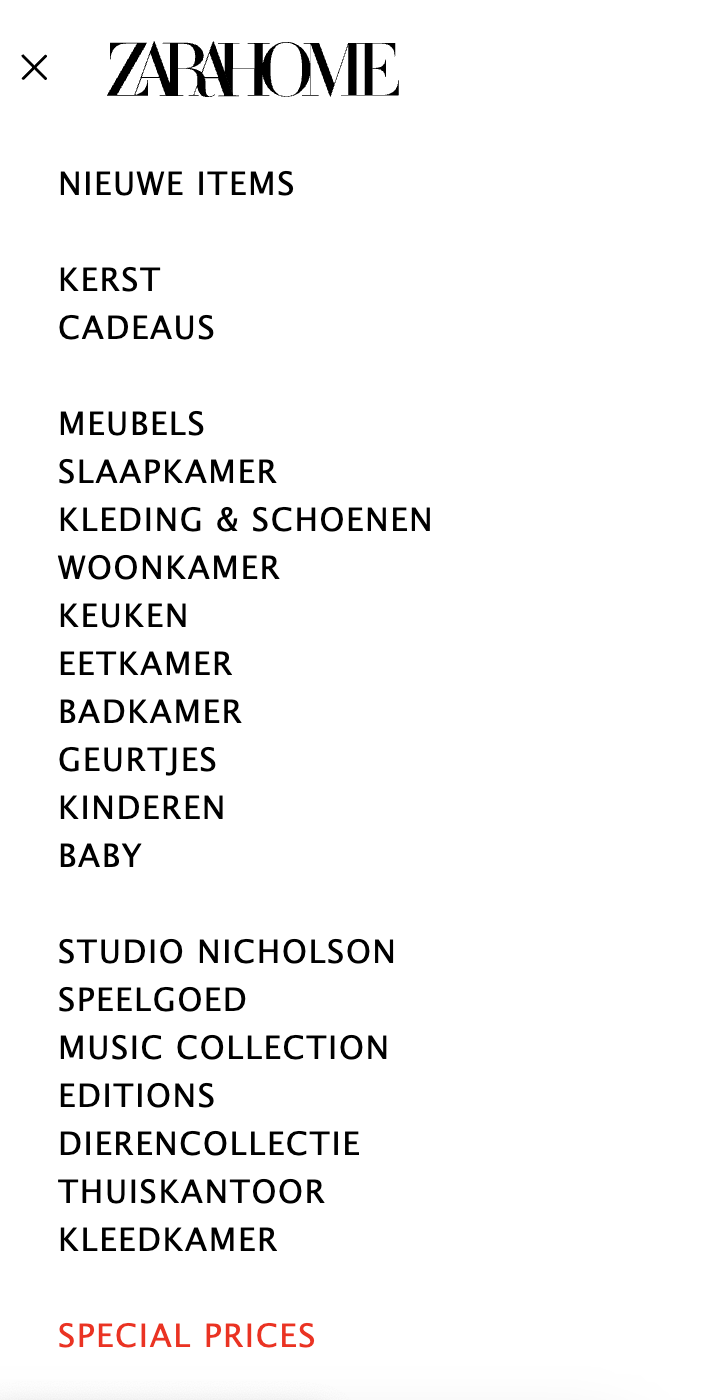 ZARAHOME
NIEUWE ITEMS
KERST
CADEAUS
MEUBELS
SLAAPKAMER
KLEDING & SCHOENEN
WOONKAMER
KEUKEN
EETKAMER
BADKAMER
GEURTJES
KINDEREN
BABY
STUDIO NICHOLSON
SPEELGOED
MUSIC COLLECTION
EDITIONS
DIERENCOLLECTIE
THUISKANTOOR
KLEEDKAMER
SPECIAL PRICES